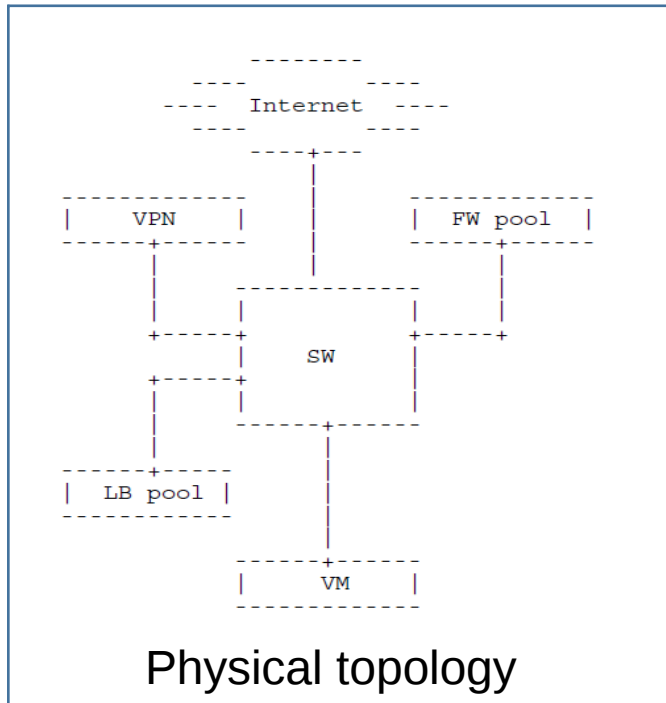 Internet
VPN
FW pool
SW
LB pool
VM
Physical topology